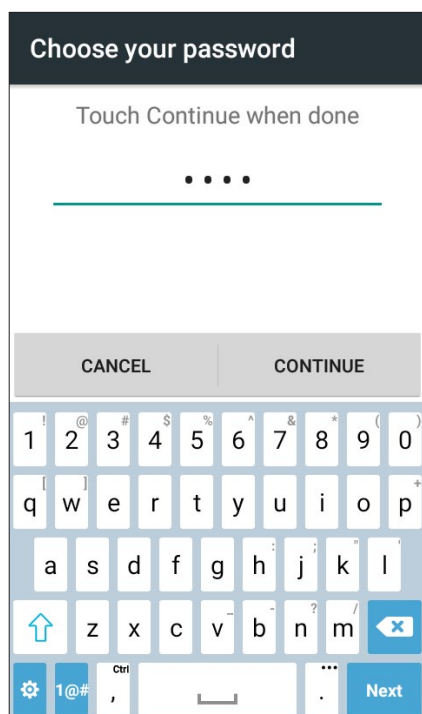 Choose your password
Touch Continue when done
••••
CANCEL CONTINUE
! @ # $ % ^ & * ( )
1 2 3 4 5 6 7 8 9 0
[ ] +
q w e r t y u i o p
: ; " '
a s d f g h j k l
_ - ? /
z x c v b n m
Ctrl •••
1@# , . Next